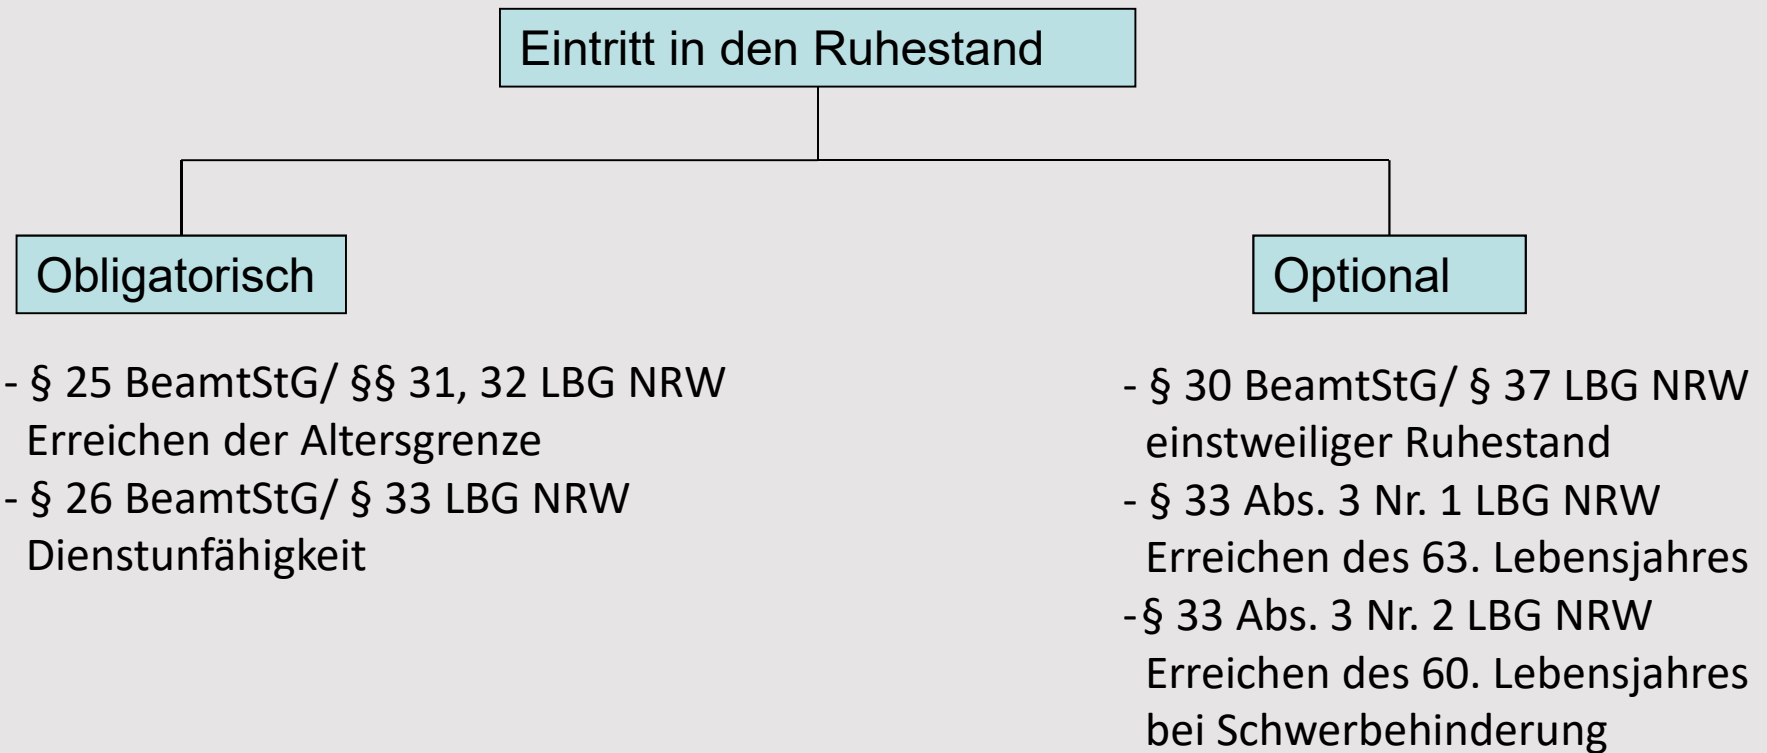 Eintritt in den Ruhestand
Obligatorisch
- § 25 BeamtStG/ §§ 31, 32 LBG NRW
Erreichen der Altersgrenze
- § 26 BeamtStG/ § 33 LBG NRW
Dienstunfähigkeit
Optional
- § 30 BeamtStG/ § 37 LBG NRW
einstweiliger Ruhestand
- § 33 Abs. 3 Nr. 1 LBG NRW
Erreichen des 63. Lebensjahres
-§ 33 Abs. 3 Nr. 2 LBG NRW
Erreichen des 60. Lebensjahres
bei Schwerbehinderung